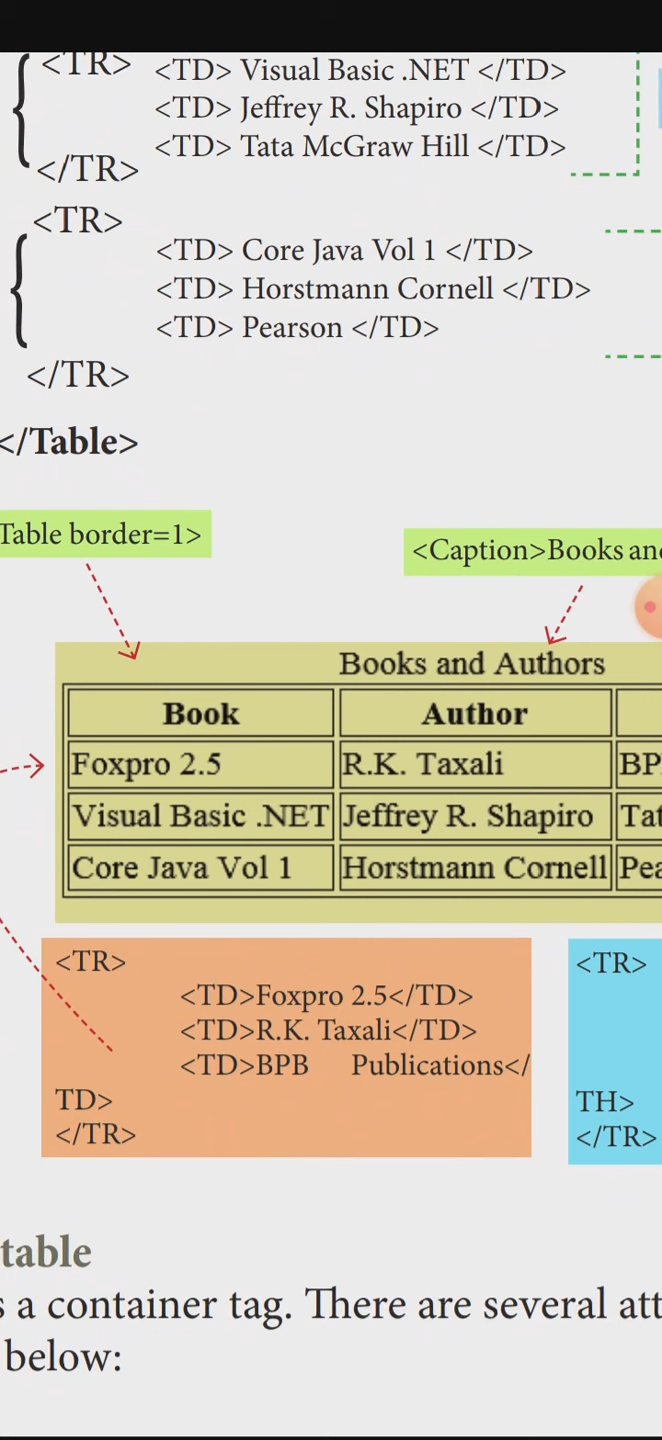 <TR>
<TD> Visual Basic .NET </TD>
<TD> Jeffrey R. Shapiro </TD>
<TD> Tata McGraw Hill </TD>
</TR>
<TR>
<TD> Core Java Vol 1 </TD>
<TD> Horstmann Cornell </TD>
<TD> Pearson </TD>
</TR>
</Table>
Table border=1>
<Caption>Books an
Books and Authors
Book Author
Foxpro 2.5 R.K. Taxali BP
Visual Basic .NET Jeffrey R. Shapiro Tat
Core Java Vol 1 Horstmann Cornell Pea
<TR>
<TD>Foxpro 2.5</TD>
<TD>R.K. Taxali</TD>
<TD>BPB Publications</
TD>
</TR>
<TR>
TH>
</TR>
table
s a container tag. There are several att
below: